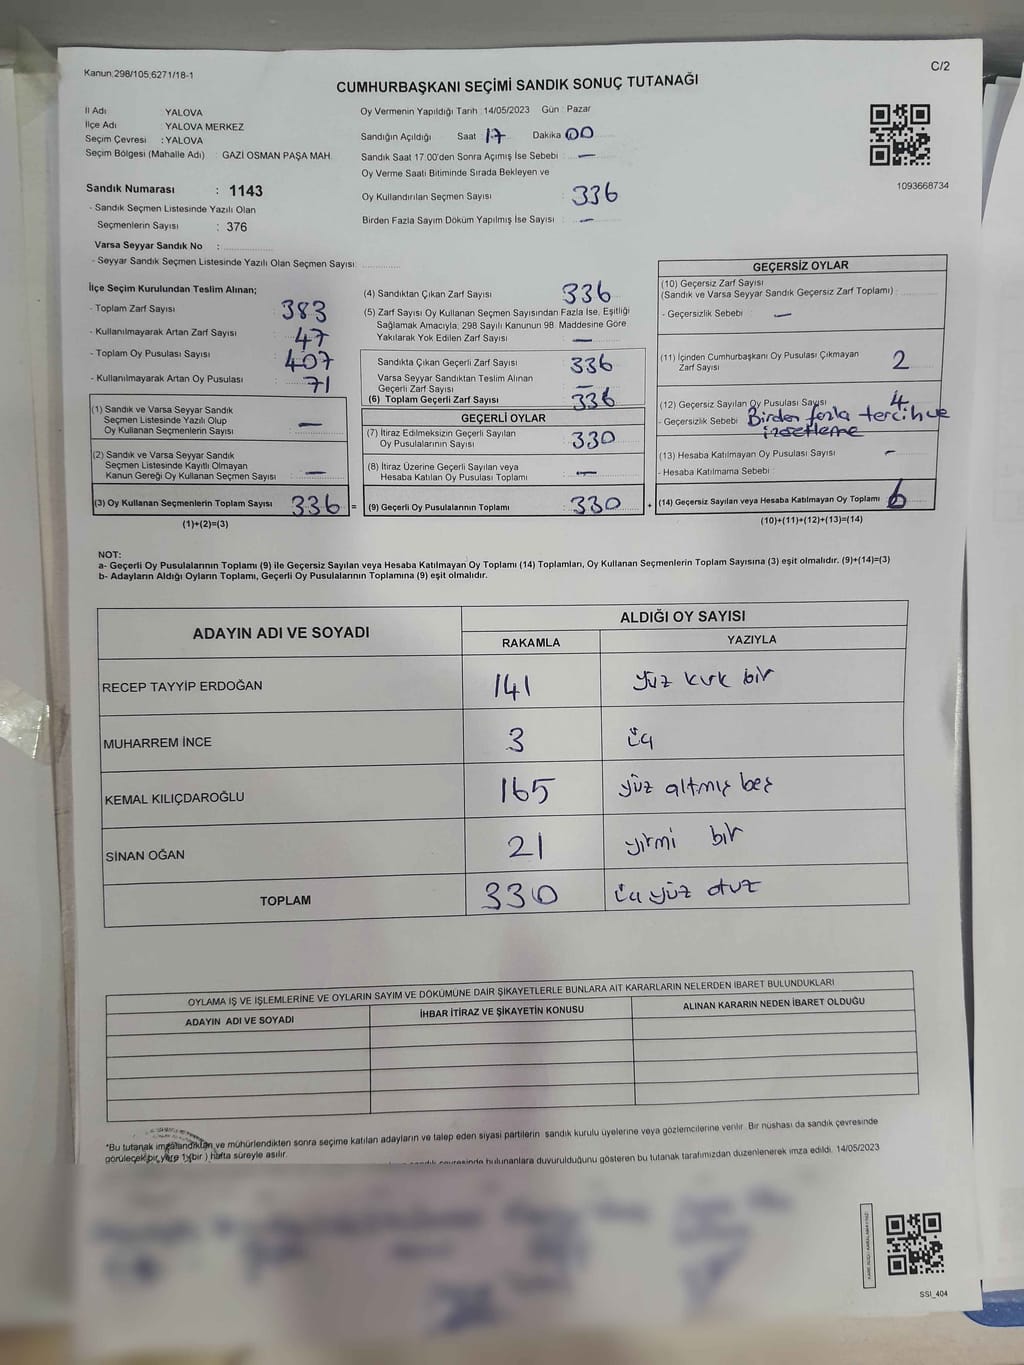 Kanun:298/105;6271/18-1
C/2
CUMHURBAŞKANI SEÇİMİ SANDIK SONUÇ TUTANAĞI
İl Adı : YALOVA
İlçe Adı : YALOVA MERKEZ
Seçim Çevresi : YALOVA
Seçim Bölgesi (Mahalle Adı) : GAZİ OSMAN PAŞA MAH.
Sandık Numarası : 1143
- Sandık Seçmen Listesinde Yazılı Olan
Seçmenlerin Sayısı : 376
Varsa Seyyar Sandık No :
- Seyyar Sandık Seçmen Listesinde Yazılı Olan Seçmen Sayısı:
Oy Vermenin Yapıldığı Tarih :14/05/2023 Gün : Pazar
Sandığın Açıldığı Saat 17 Dakika 00
Sandık Saat 17:00'den Sonra Açımış İse Sebebi : —
Oy Verme Saati Bitiminde Sırada Bekleyen ve
Oy Kullandırılan Seçmen Sayısı : 336
Birden Fazla Sayım Döküm Yapılmış İse Sayısı : —
1093668734
İlçe Seçim Kurulundan Teslim Alınan;
- Toplam Zarf Sayısı : 383
- Kullanılmayarak Artan Zarf Sayısı : 47
- Toplam Oy Pusulası Sayısı : 407
- Kullanılmayarak Artan Oy Pusulası : 71
(1) Sandık ve Varsa Seyyar Sandık
Seçmen Listesinde Yazılı Olup
Oy Kullanan Seçmenlerin Sayısı : —
(2) Sandık ve Varsa Seyyar Sandık
Seçmen Listesinde Kayıtlı Olmayan
Kanun Gereği Oy Kullanan Seçmen Sayısı : —
(3) Oy Kullanan Seçmenlerin Toplam Sayısı 336 =
(1)+(2)=(3)
(4) Sandıktan Çıkan Zarf Sayısı : 336
(5) Zarf Sayısı Oy Kullanan Seçmen Sayısından Fazla İse, Eşitliği
Sağlamak Amacıyla; 298 Sayılı Kanunun 98. Maddesine Göre
Yakılarak Yok Edilen Zarf Sayısı : —
Sandıkta Çıkan Geçerli Zarf Sayısı : 336
Varsa Seyyar Sandıktan Teslim Alınan
Geçerli Zarf Sayısı : —
(6) Toplam Geçerli Zarf Sayısı : 336
GEÇERLİ OYLAR
(7) İtiraz Edilmeksizin Geçerli Sayılan
Oy Pusulalarının Sayısı : 330
(8) İtiraz Üzerine Geçerli Sayılan veya
Hesaba Katılan Oy Pusulası Toplamı : —
(9) Geçerli Oy Pusulalarının Toplamı : 330 +
GEÇERSİZ OYLAR
(10) Geçersiz Zarf Sayısı
(Sandık ve Varsa Seyyar Sandık Geçersiz Zarf Toplamı) :
- Geçersizlik Sebebi : —
(11) İçinden Cumhurbaşkanı Oy Pusulası Çıkmayan
Zarf Sayısı : 2
(12) Geçersiz Sayılan Oy Pusulası Sayısı : 4
- Geçersizlik Sebebi Birden fazla tercih ve
(13) Hesaba Katılmayan Oy Pusulası Sayısı : —
- Hesaba Katılmama Sebebi :
(14) Geçersiz Sayılan veya Hesaba Katılmayan Oy Toplamı : 6
(10)+(11)+(12)+(13)=(14)
NOT:
a- Geçerli Oy Pusulalarının Toplamı (9) ile Geçersiz Sayılan veya Hesaba Katılmayan Oy Toplamı (14) Toplamları, Oy Kullanan Seçmenlerin Toplam Sayısına (3) eşit olmalıdır. (9)+(14)=(3)
b- Adayların Aldığı Oyların Toplamı, Geçerli Oy Pusulalarının Toplamına (9) eşit olmalıdır.
ADAYIN ADI VE SOYADI
ALDIĞI OY SAYISI
RAKAMLA YAZIYLA
RECEP TAYYİP ERDOĞAN 141 yüz kırk bir
MUHARREM İNCE 3 üç
KEMAL KILIÇDAROĞLU 165 yüz altmış beş
SİNAN OĞAN 21 yirmi bir
TOPLAM 330 üç yüz otuz
OYLAMA İŞ VE İŞLEMLERİNE VE OYLARIN SAYIM VE DÖKÜMÜNE DAİR ŞİKAYETLERLE BUNLARA AİT KARARLARIN NELERDEN İBARET BULUNDUKLARI
ADAYIN ADI VE SOYADI İHBAR İTİRAZ VE ŞİKAYETİN KONUSU ALINAN KARARIN NEDEN İBARET OLDUĞU
*Bu tutanak imzalandıktan ve mühürlendikten sonra seçime katılan adayların ve talep eden siyasi partilerin sandık kurulu üyelerine veya gözlemcilerine verilir. Bir nüshası da sandık çevresinde
görülecek bir yere 1 (bir ) hafta süreyle asılır.
sandık çevresinde bulunanlara duyurulduğunu gösteren bu tutanak tarafımızdan düzenlenerek imza edildi. 14/05/2023
SSI_404